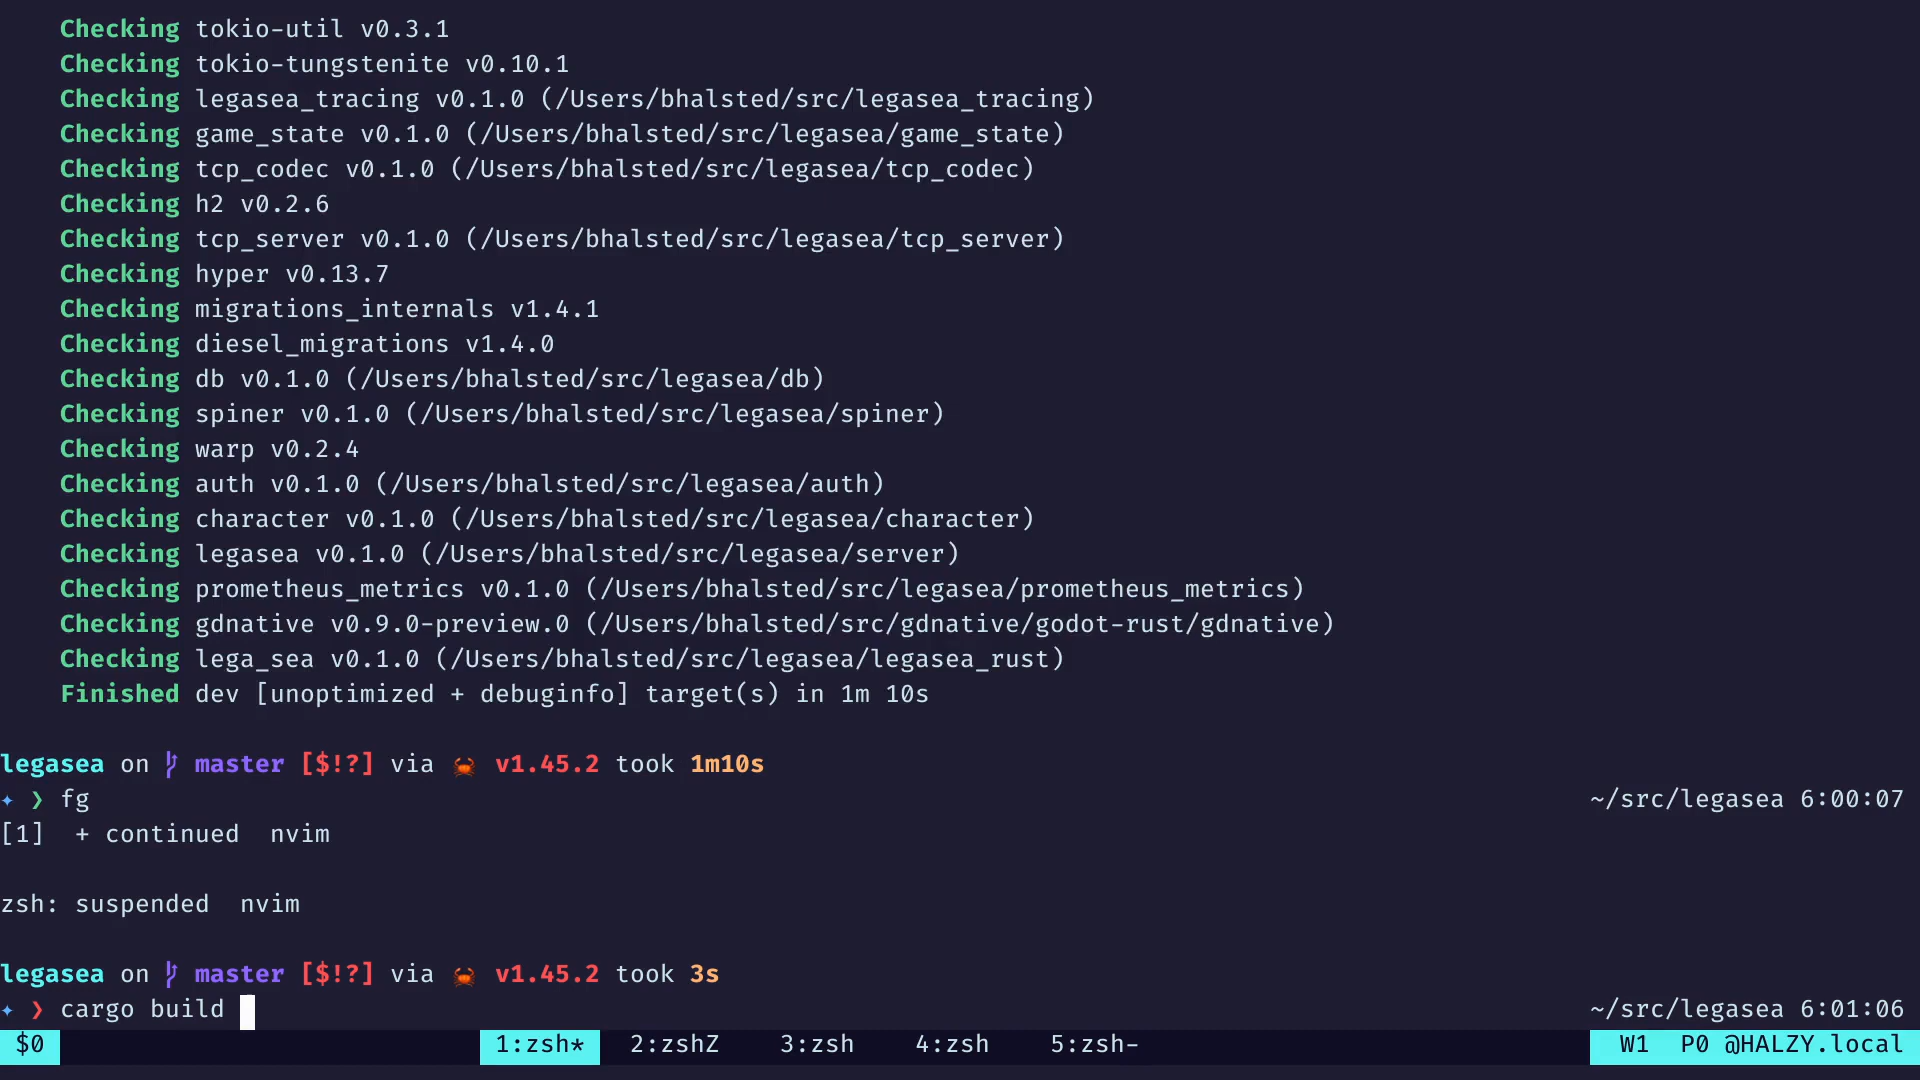 Checking tokio-util v0.3.1
Checking tokio-tungstenite v0.10.1
Checking legasea_tracing v0.1.0 (/Users/bhalsted/src/legasea_tracing)
Checking game_state v0.1.0 (/Users/bhalsted/src/legasea/game_state)
Checking tcp_codec v0.1.0 (/Users/bhalsted/src/legasea/tcp_codec)
Checking h2 v0.2.6
Checking tcp_server v0.1.0 (/Users/bhalsted/src/legasea/tcp_server)
Checking hyper v0.13.7
Checking migrations_internals v1.4.1
Checking diesel_migrations v1.4.0
Checking db v0.1.0 (/Users/bhalsted/src/legasea/db)
Checking spiner v0.1.0 (/Users/bhalsted/src/legasea/spiner)
Checking warp v0.2.4
Checking auth v0.1.0 (/Users/bhalsted/src/legasea/auth)
Checking character v0.1.0 (/Users/bhalsted/src/legasea/character)
Checking legasea v0.1.0 (/Users/bhalsted/src/legasea/server)
Checking prometheus_metrics v0.1.0 (/Users/bhalsted/src/legasea/prometheus_metrics)
Checking gdnative v0.9.0-preview.0 (/Users/bhalsted/src/gdnative/godot-rust/gdnative)
Checking lega_sea v0.1.0 (/Users/bhalsted/src/legasea/legasea_rust)
Finished dev [unoptimized + debuginfo] target(s) in 1m 10s
legasea on master [$!?] via 🦀 v1.45.2 took 1m10s
✦ ❯ fg ~/src/legasea 6:00:07
[1]  + continued  nvim
zsh: suspended  nvim
legasea on master [$!?] via 🦀 v1.45.2 took 3s
✦ ❯ cargo build ~/src/legasea 6:01:06
$0 1:zsh* 2:zshZ 3:zsh 4:zsh 5:zsh- W1 P0 @HALZY.local